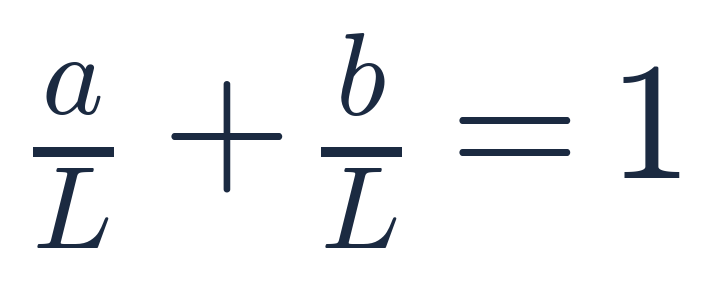 a/L + b/L = 1